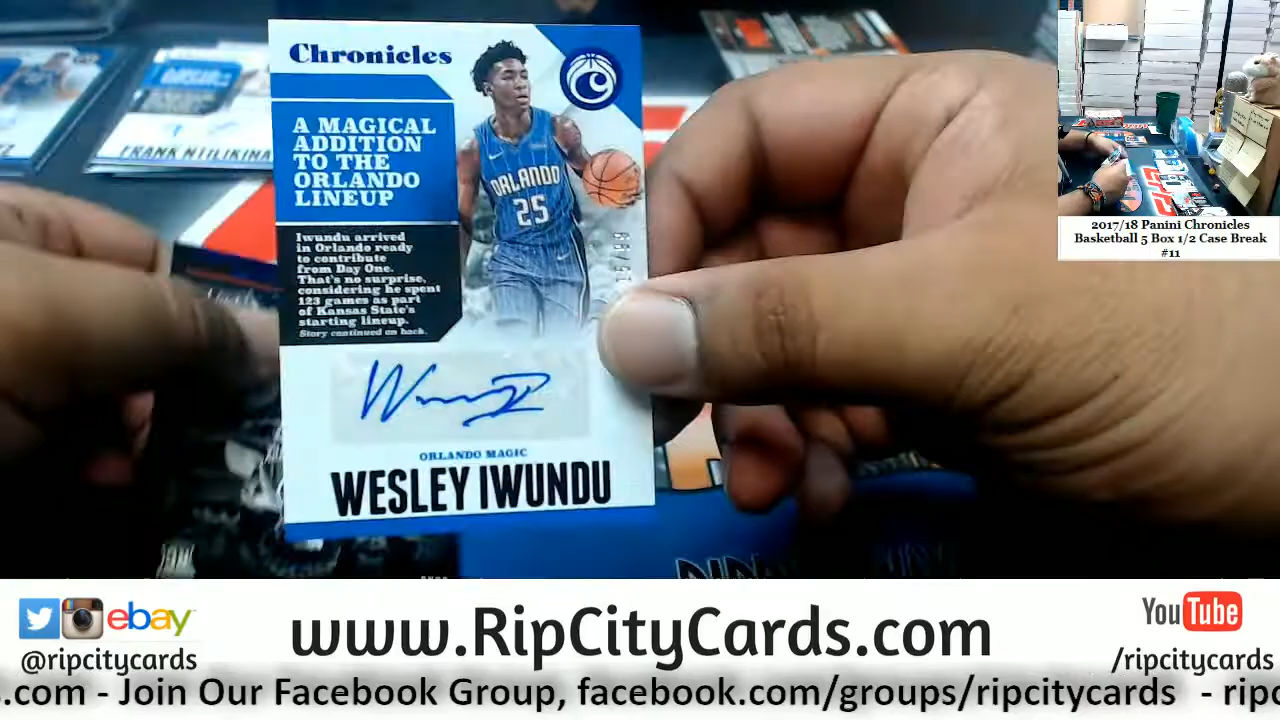 Chronicles
A MAGICAL
ADDITION
TO THE
ORLANDO
LINEUP
Iwundu arrived
in Orlando ready
to contribute
from Day One.
That's no surprise,
considering he spent
123 games as part
of Kansas State's
starting lineup.
Story continued on back.
ORLANDO
25
ORLANDO MAGIC
WESLEY IWUNDU
FRANK NTILIKINA
2017/18 Panini Chronicles
Basketball 5 Box 1/2 Case Break
#11
ebay
@ripcitycards
www.RipCityCards.com
YouTube
/ripcitycards
s.com - Join Our Facebook Group, facebook.com/groups/ripcitycards - ripc